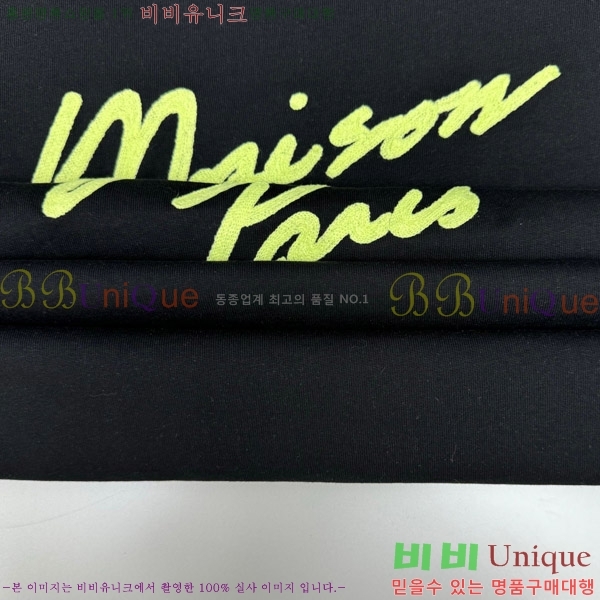 비비유니크
Maison
BBUniQue 동종업계 최고의 품질 NO.1 BBUniQue
비비 Unique
-본 이미지는 비비유니크에서 촬영한 100% 실사 이미지 입니다.-
믿을수 있는 명품구매대행